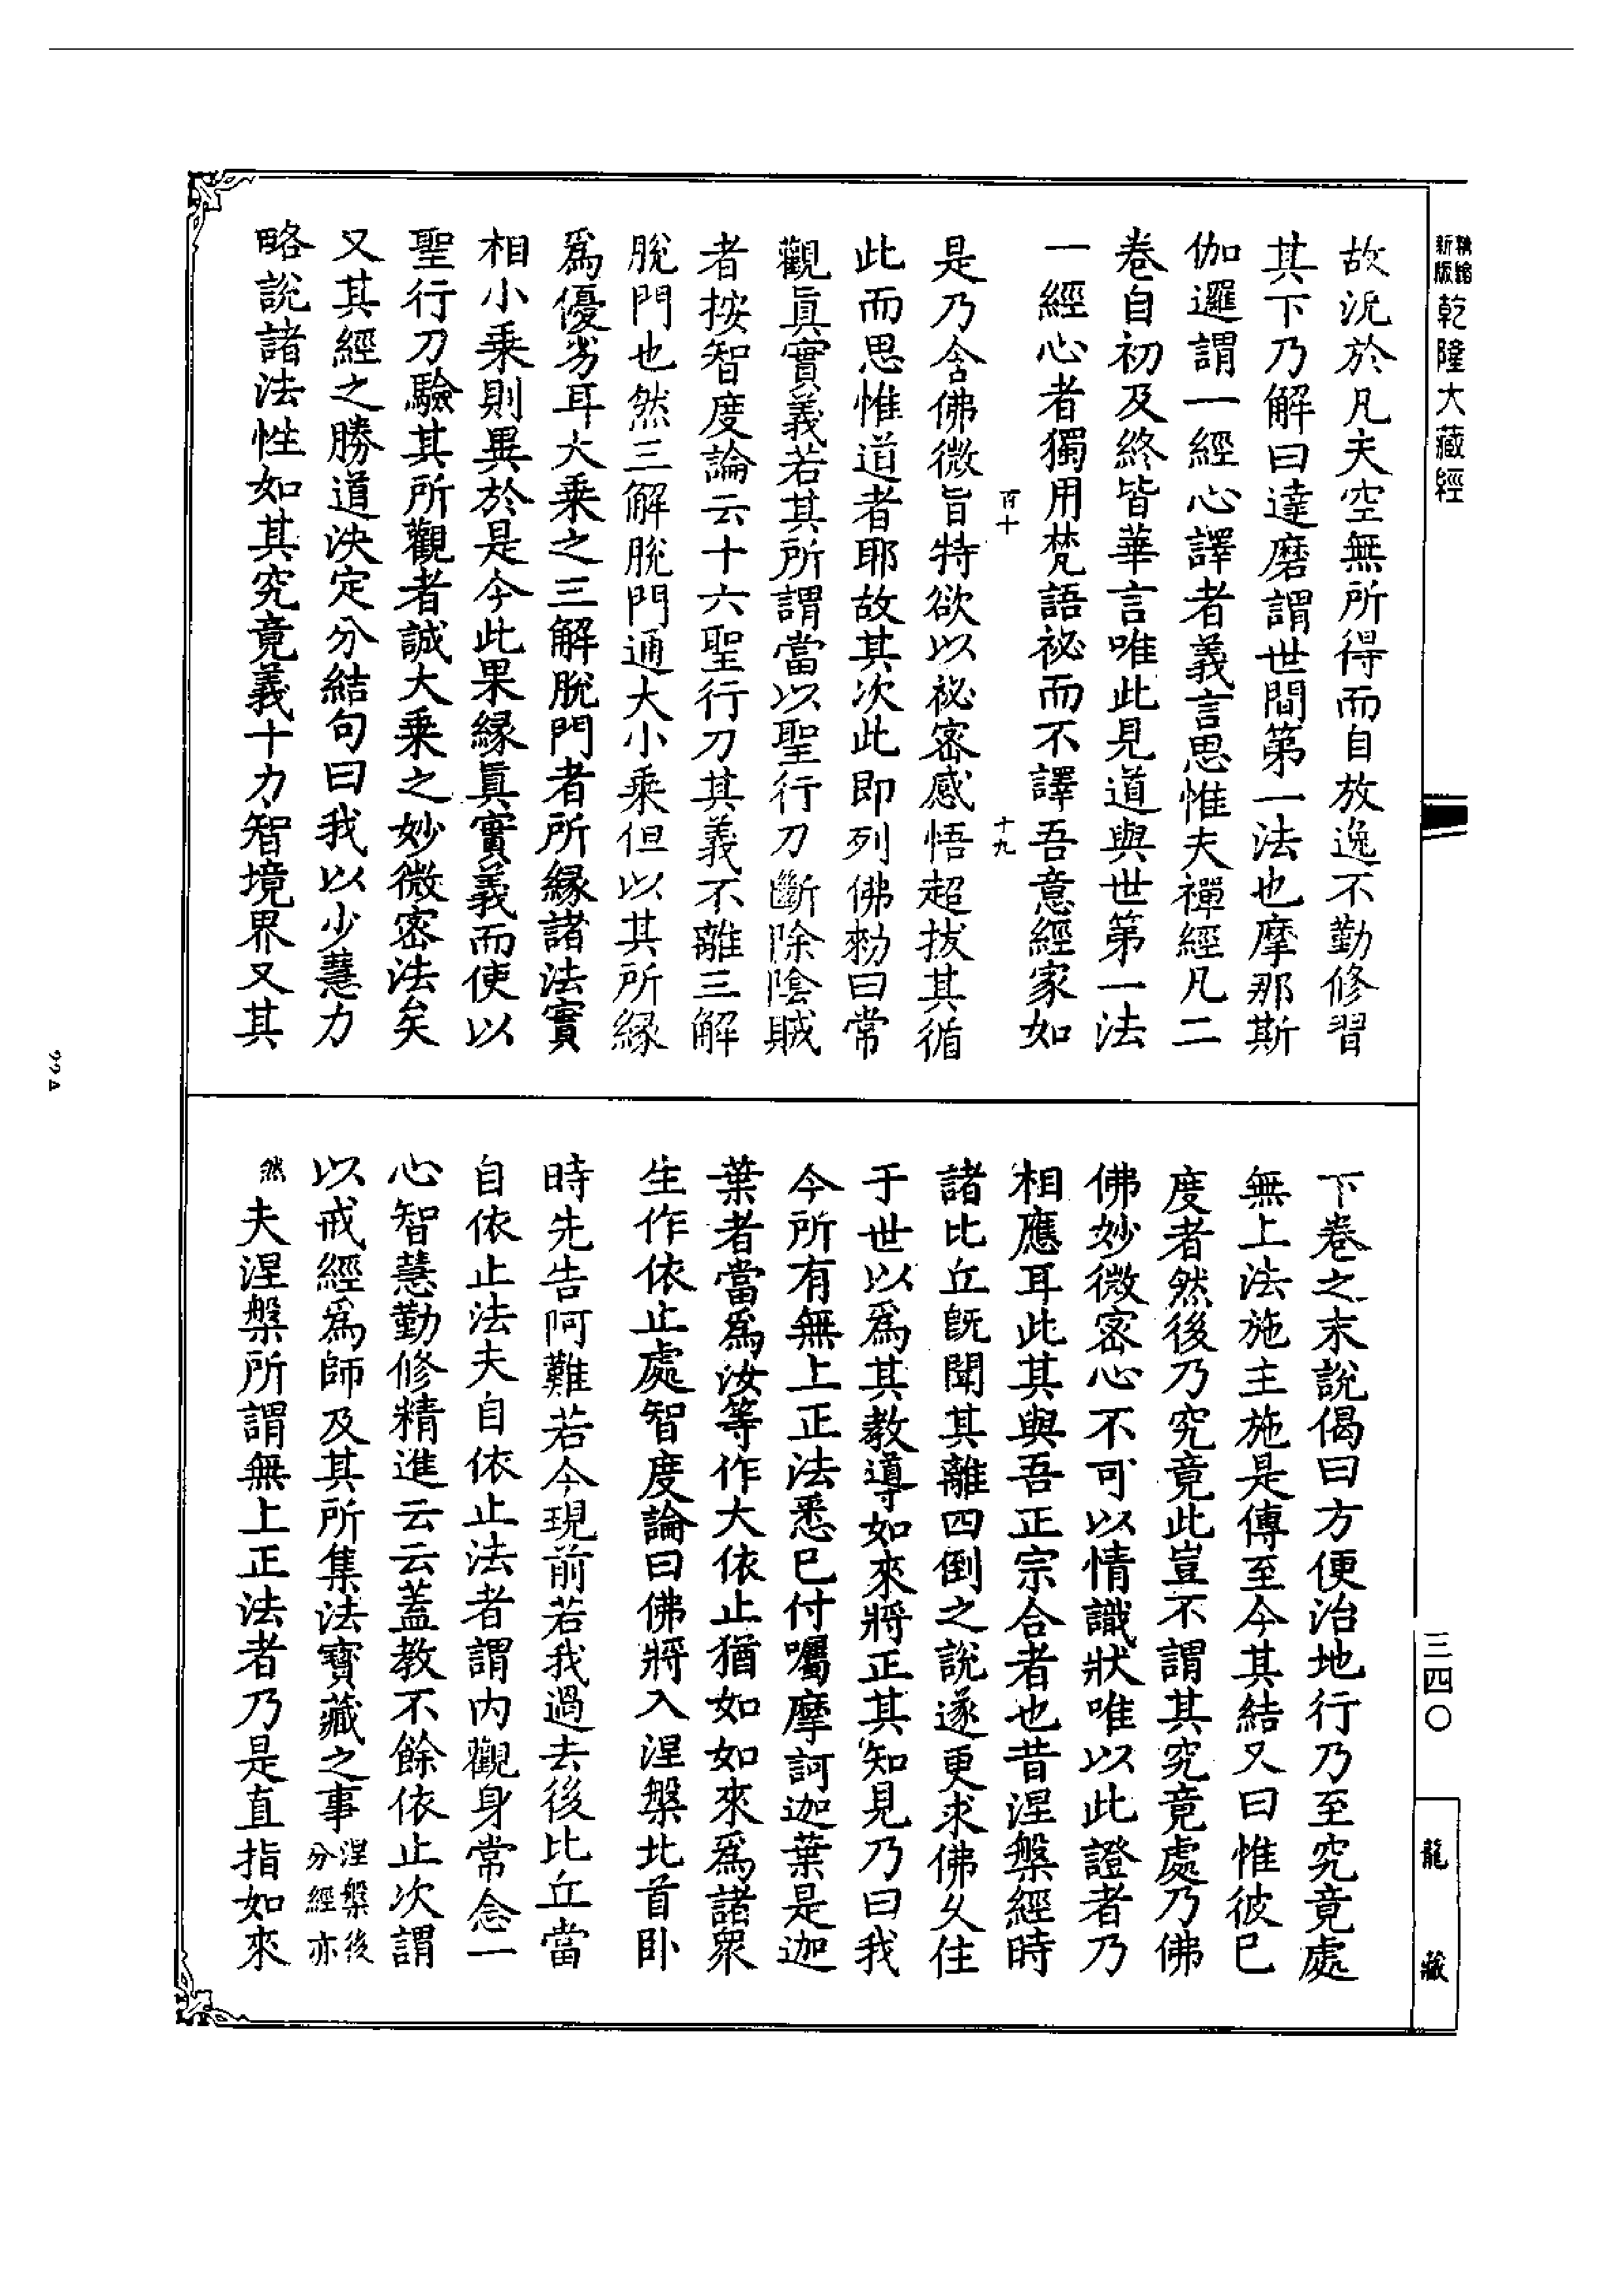 新版
精繪
乾隆大藏經
故況於凡夫空無所得而自放逸不勤修習
其下乃解曰達磨謂世間第一法也摩那斯
伽邏謂一經心譯者義言思惟夫禪經凡二
卷自初及終皆華言唯此見道與世第一法
一經心者獨用梵語祕而不譯吾意經家如
百十
十九
是乃含佛微旨特欲以祕密感悟超拔其循
此而思惟道者耶故其次此即列佛勑曰常
觀眞實義若其所謂當以聖行刀斷除陰賊
者按智度論云十六聖行刀其義不離三解
脫門也然三解脫門通大小乘但以其所緣
爲優劣耳大乘之三解脫門者所緣諸法實
相小乘則異於是今此果緣眞實義而使以
聖行刀驗其所觀者誠大乘之妙微密法矣
又其經之勝道決定分結句曰我以少慧力
略說諸法性如其究竟義十力智境界又其
下卷之末說偈曰方便治地行乃至究竟處
無上法施主施是傳至今其結又曰惟彼已
度者然後乃究竟此豈不謂其究竟處乃佛
佛妙微密心不可以情識狀唯以此證者乃
相應耳此其與吾正宗合者也昔涅槃經時
諸比丘旣聞其離四倒之說遂更求佛久住
于世以爲其教導如來將正其知見乃曰我
今所有無上正法悉已付囑摩訶迦葉是迦
葉者當爲汝等作大依止猶如如來爲諸衆
生作依止處智度論曰佛將入涅槃北首卧
時先告阿難若今現前若我過去後比丘當
自依止法夫自依止法者謂內觀身常念一
心智慧勤修精進云云蓋教不餘依止次謂
以戒經爲師及其所集法寶藏之事涅槃後
分經亦
然夫涅槃所謂無上正法者乃是直指如來
三四〇
龍藏